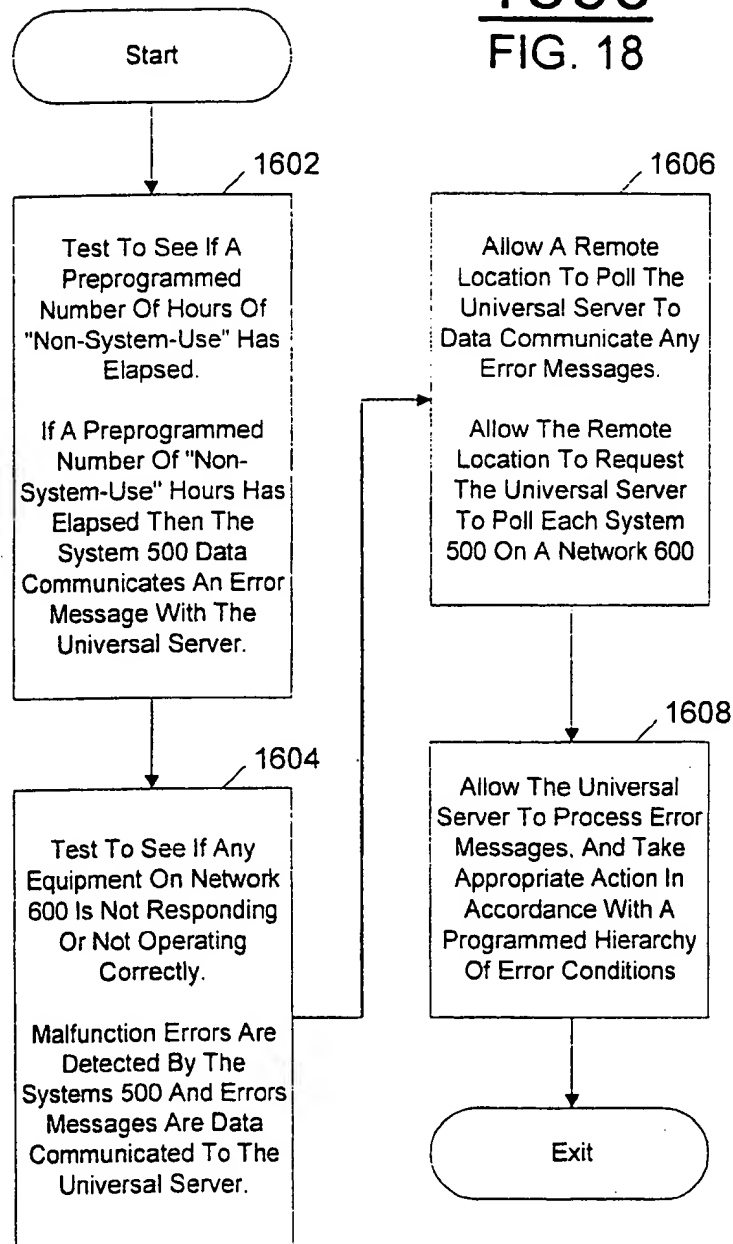 FIG. 18
Start
1602
Test To See If A
Preprogrammed
Number Of Hours Of
"Non-System-Use" Has
Elapsed.
If A Preprogrammed
Number Of "Non-
System-Use" Hours Has
Elapsed Then The
System 500 Data
Communicates An Error
Message With The
Universal Server.
1604
Test To See If Any
Equipment On Network
600 Is Not Responding
Or Not Operating
Correctly.
Malfunction Errors Are
Detected By The
Systems 500 And Errors
Messages Are Data
Communicated To The
Universal Server.
1606
Allow A Remote
Location To Poll The
Universal Server To
Data Communicate Any
Error Messages.
Allow The Remote
Location To Request
The Universal Server
To Poll Each System
500 On A Network 600
1608
Allow The Universal
Server To Process Error
Messages, And Take
Appropriate Action In
Accordance With A
Programmed Hierarchy
Of Error Conditions
Exit